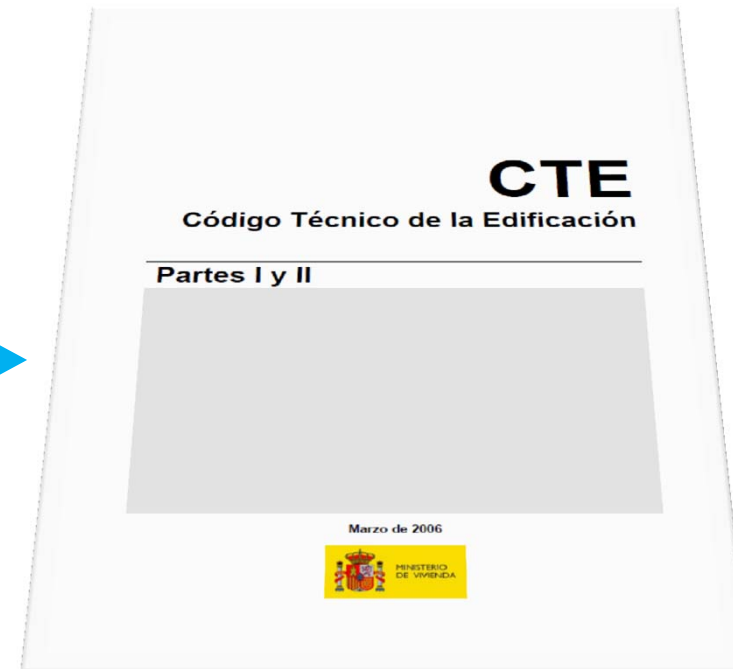 CTE
Código Técnico de la Edificación
Partes I y II
Marzo de 2006
MINISTERIO
DE VIVIENDA